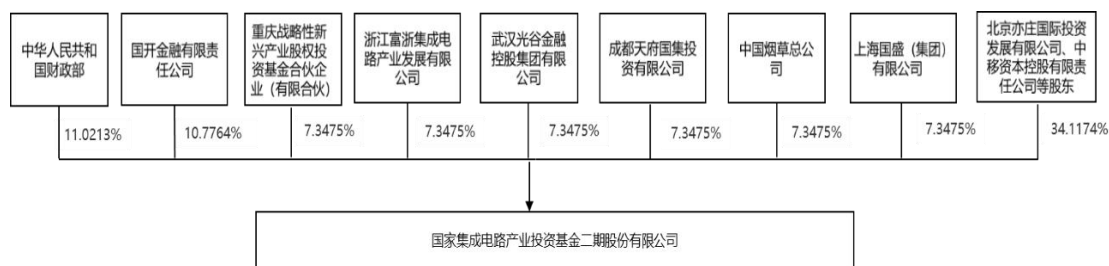 中华人民共和
国财政部
国开金融有限责
任公司
重庆战略性新
兴产业股权投
资基金合伙企
业（有限合伙）
浙江富浙集成电
路产业发展有限
公司
武汉光谷金融
控股集团有限
公司
成都天府国集投
资有限公司
中国烟草总公
司
上海国盛（集团）
有限公司
北京亦庄国际投资
发展有限公司、中
移资本控股有限责
任公司等股东
11.0213%
10.7764%
7.3475%
7.3475%
7.3475%
7.3475%
7.3475%
7.3475%
34.1174%
国家集成电路产业投资基金二期股份有限公司